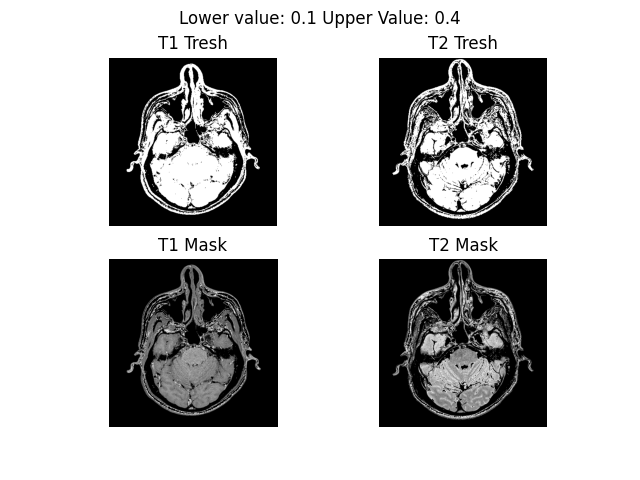 Lower value: 0.1 Upper Value: 0.4
T1 Tresh
T2 Tresh
T1 Mask
T2 Mask